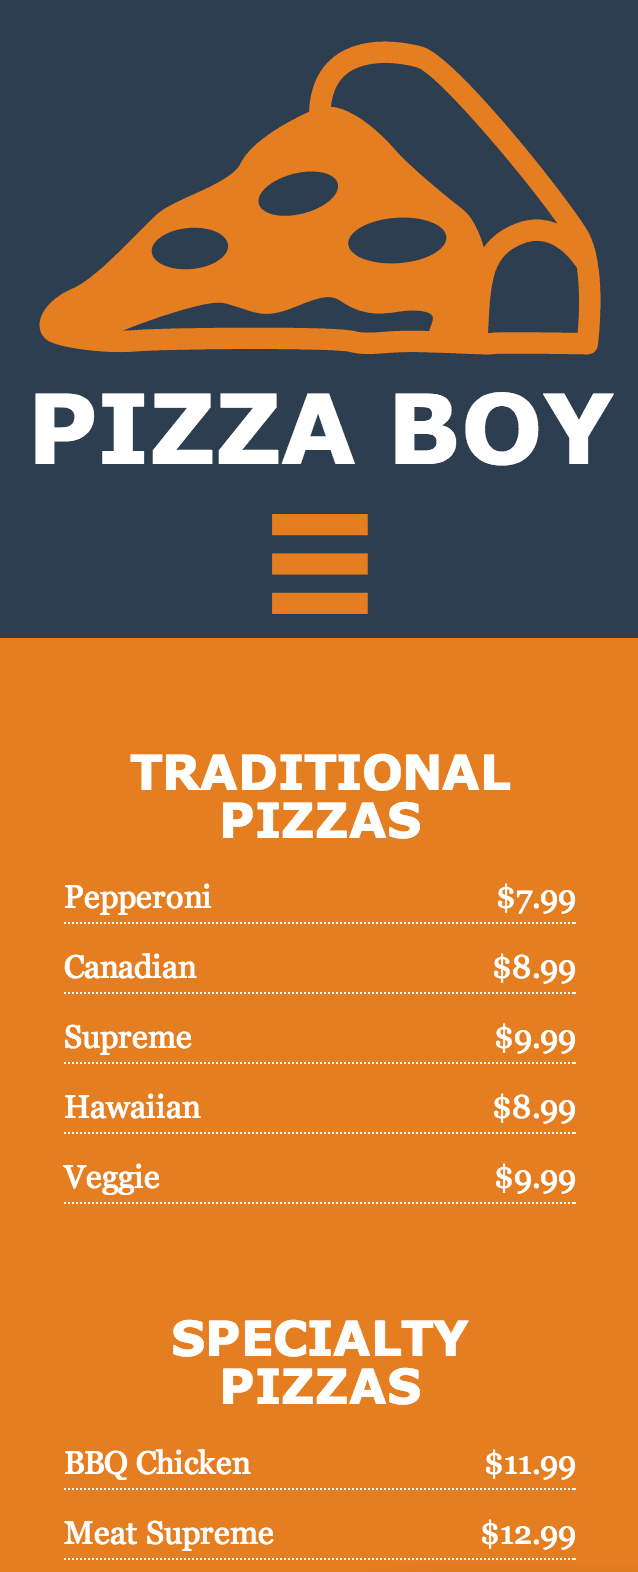 PIZZA BOY
TRADITIONAL
PIZZAS
Pepperoni $7.99
Canadian $8.99
Supreme $9.99
Hawaiian $8.99
Veggie $9.99
SPECIALTY
PIZZAS
BBQ Chicken $11.99
Meat Supreme $12.99